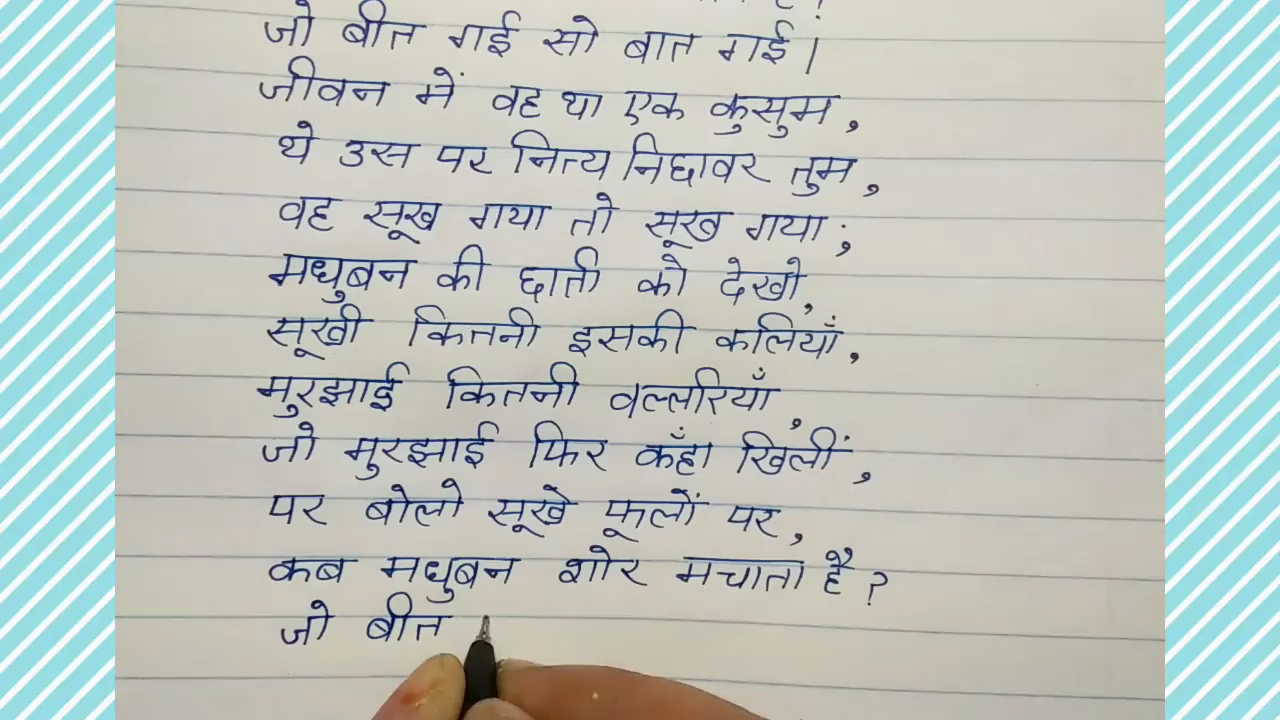 जो बीत गई सो बात गई।
जीवन में वह था एक कुसुम,
थे उस पर नित्य निछावर तुम,
वह सूख गया तो सूख गया;
मधुबन की छाती को देखो,
सूखी कितनी इसकी कलियाँ,
मुरझाई कितनी वल्लरियाँ,
जो मुरझाई फिर कँहा खिलीं,
पर बोलो सूखे फूलों पर,
कब मधुबन शोर मचाता है?
जो बीत